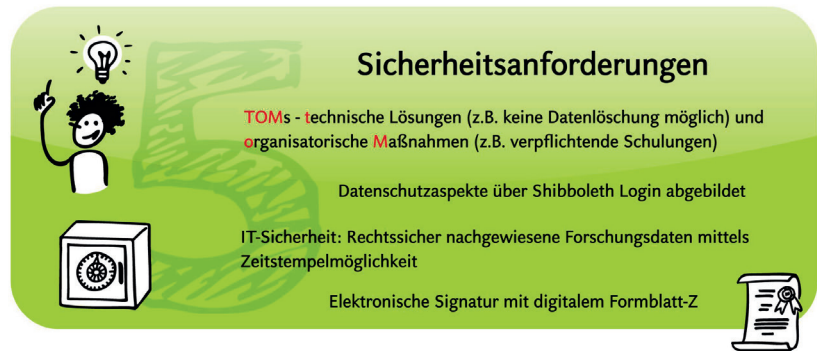 5
Sicherheitsanforderungen
TOMs - technische Lösungen (z.B. keine Datenlöschung möglich) und
organisatorische Maßnahmen (z.B. verpflichtende Schulungen)
Datenschutzaspekte über Shibboleth Login abgebildet
IT-Sicherheit: Rechtssicher nachgewiesene Forschungsdaten mittels
Zeitstempelmöglichkeit
Elektronische Signatur mit digitalem Formblatt-Z